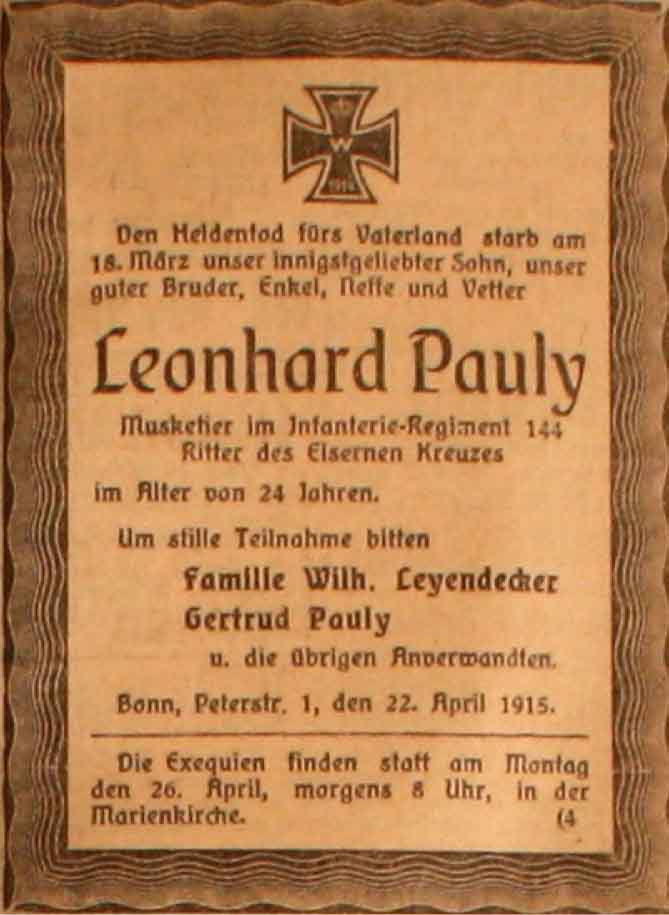 W
1914
Den Heldentod fürs Vaterland starb am
18. März unser innigstgeliebter Sohn, unser
guter Bruder, Enkel, Neffe und Vetter
Leonhard Pauly
Musketier im Infanterie-Regiment 144
Ritter des Eisernen Kreuzes
im Alter von 24 Jahren.
Um stille Teilnahme bitten
Familie Wilh. Leyendecker
Gertrud Pauly
u. die übrigen Anverwandten.
Bonn, Peterstr. 1, den 22. April 1915.
Die Exequien finden statt am Montag
den 26. April, morgens 8 Uhr, in der
Marienkirche. (4